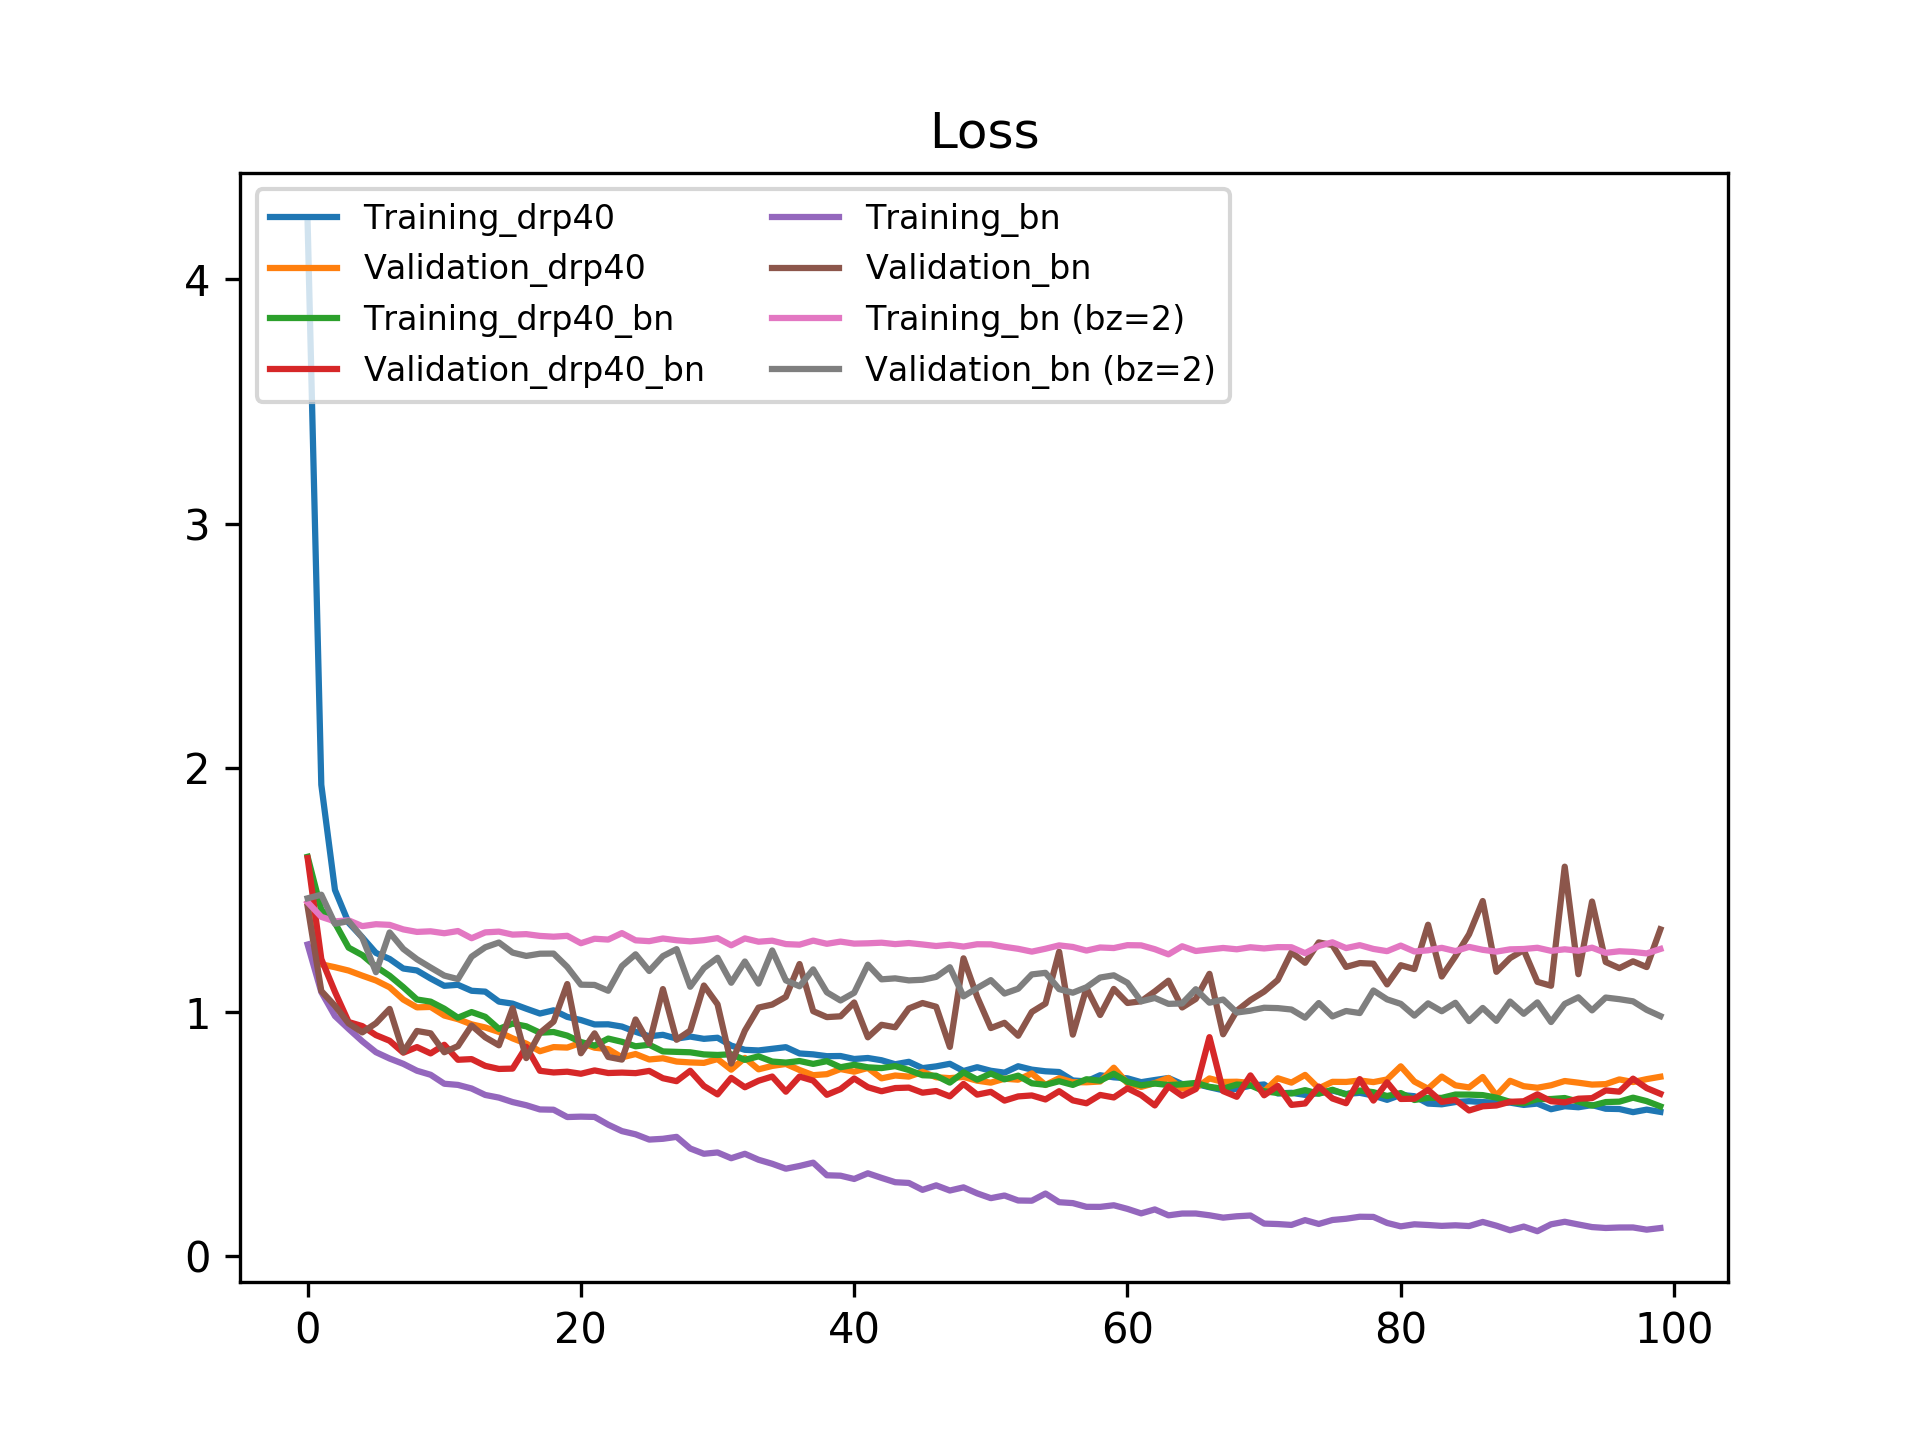 Loss
Training_drp40
Validation_drp40
Training_drp40_bn
Validation_drp40_bn
Training_bn
Validation_bn
Training_bn (bz=2)
Validation_bn (bz=2)
4
3
2
1
0
0 20 40 60 80 100